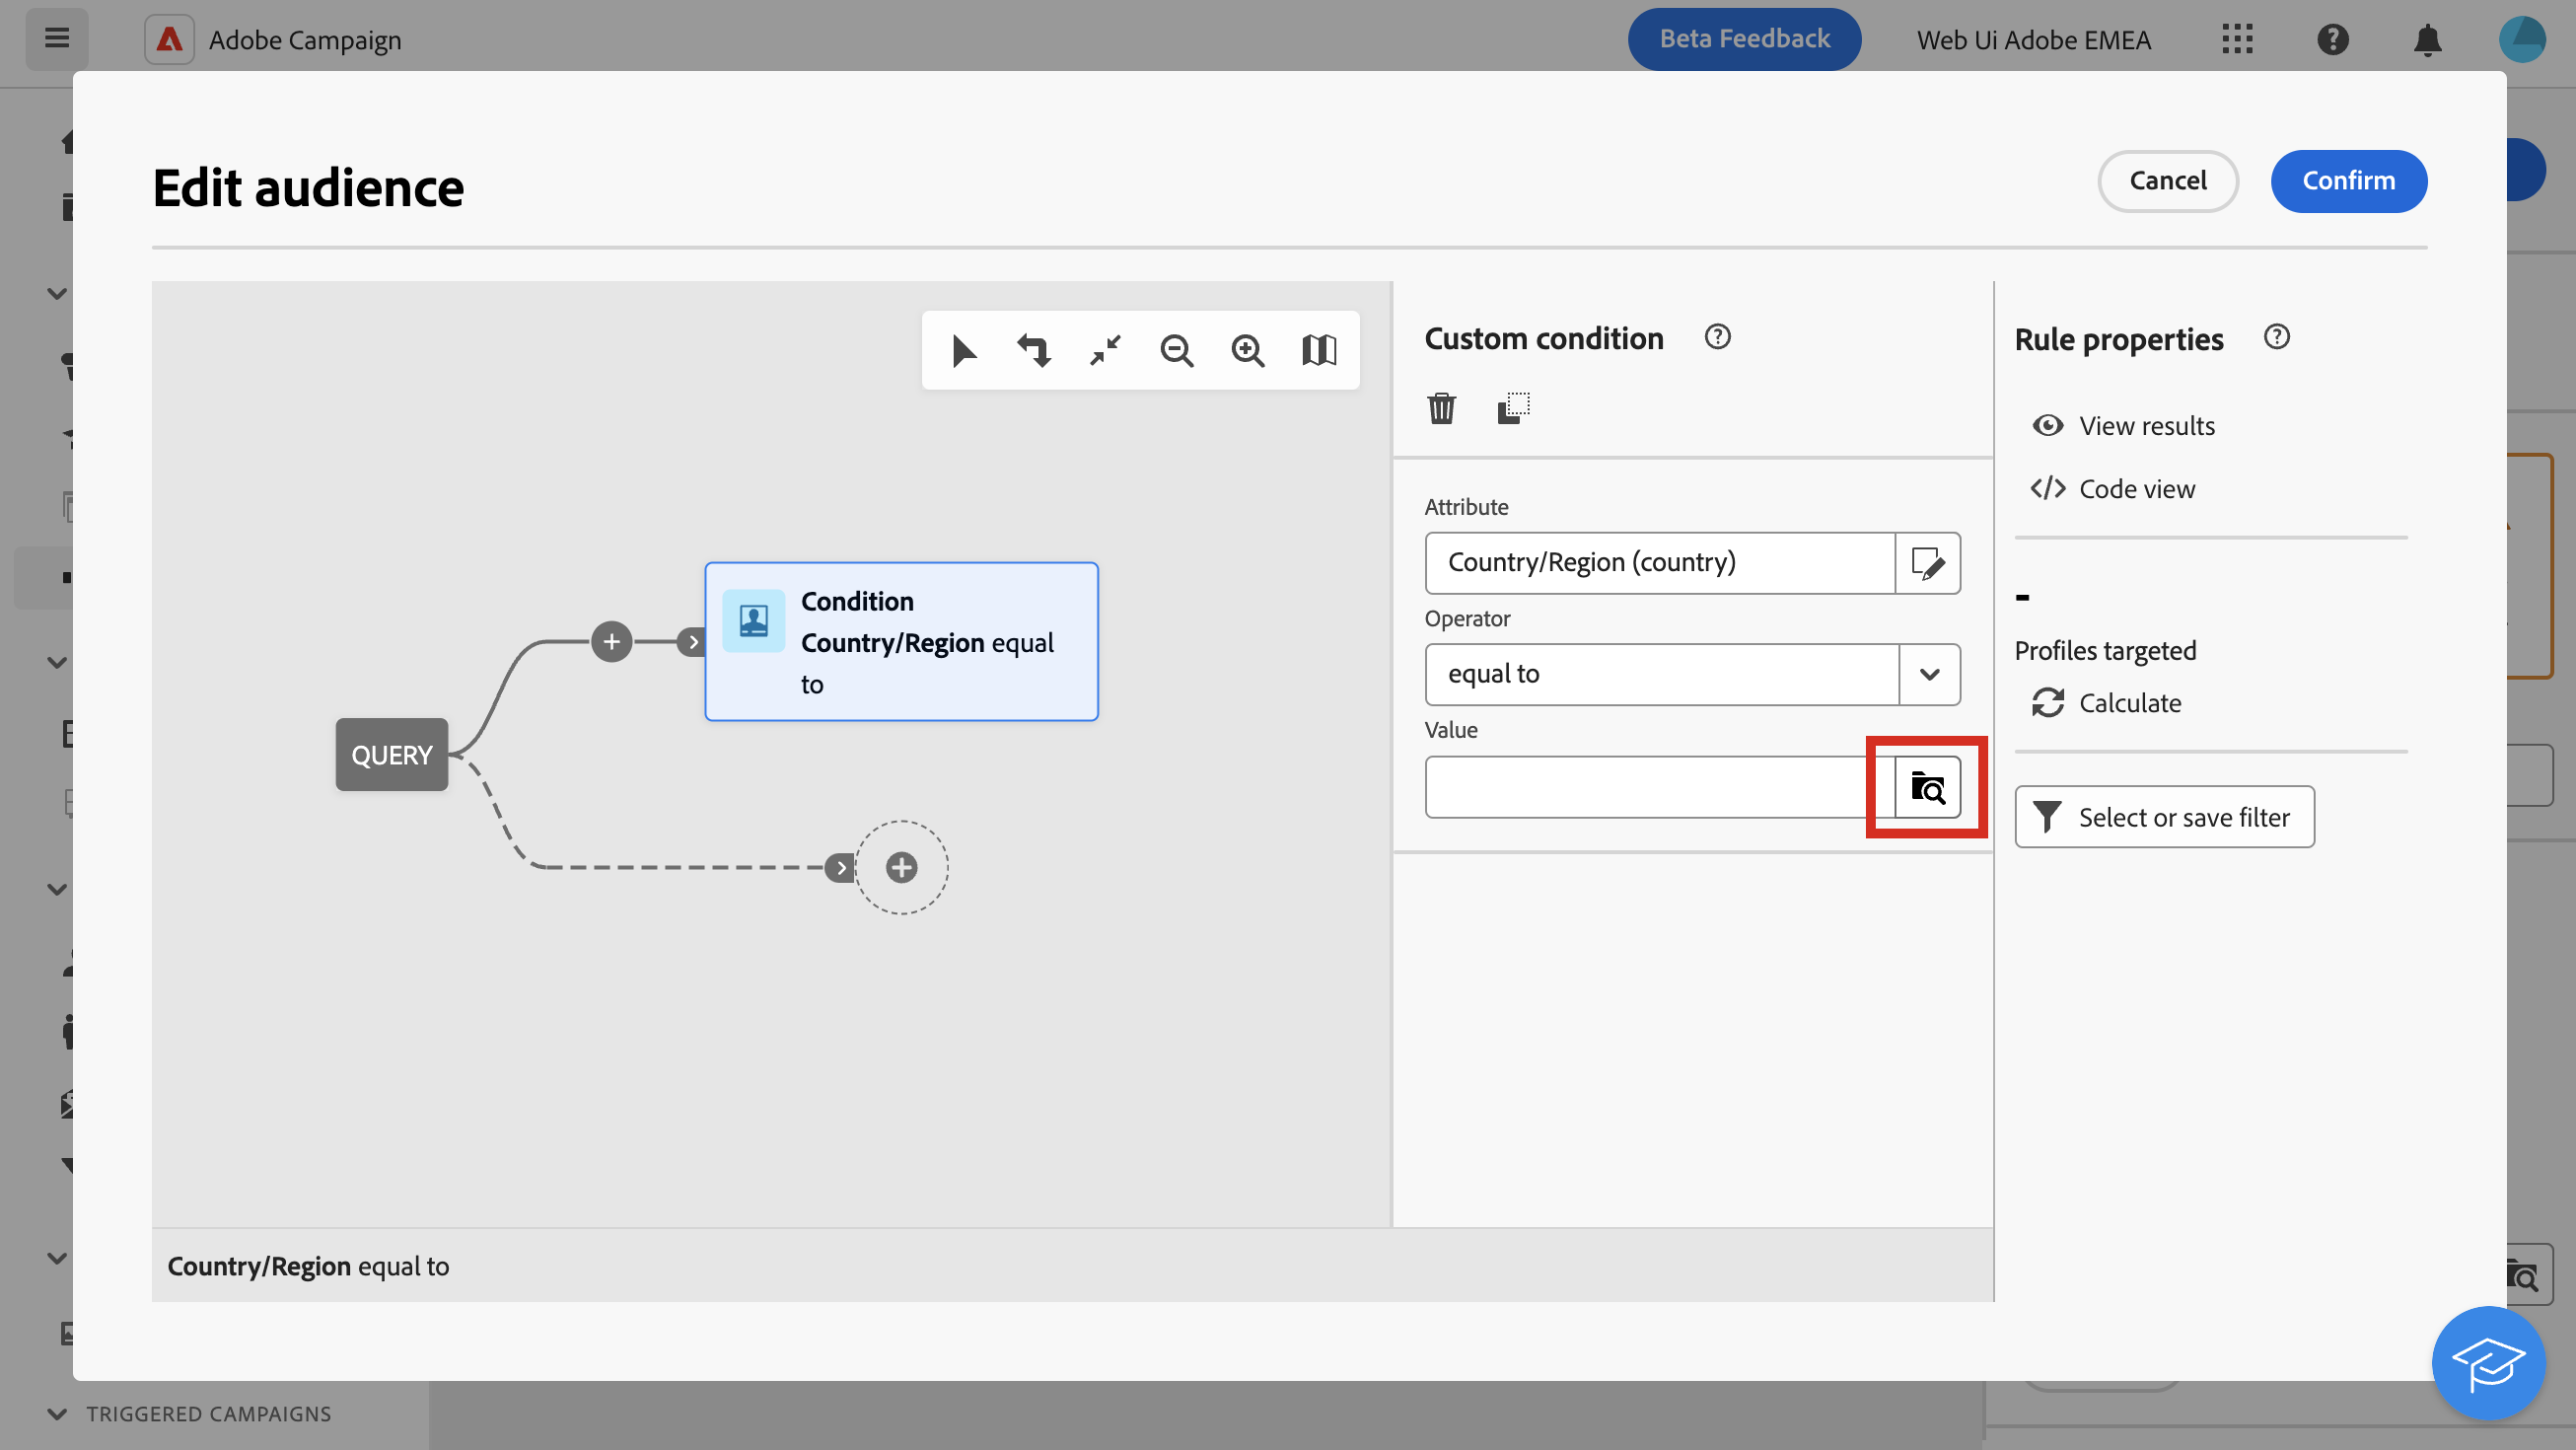 Adobe Campaign
Beta Feedback
Web Ui Adobe EMEA
Edit audience
Cancel
Confirm
Custom condition
Rule properties
View results
Code view
Attribute
Country/Region (country)
Operator
equal to
Value
Condition
Country/Region equal
to
QUERY
-
Profiles targeted
Calculate
Select or save filter
Country/Region equal to
TRIGGERED CAMPAIGNS